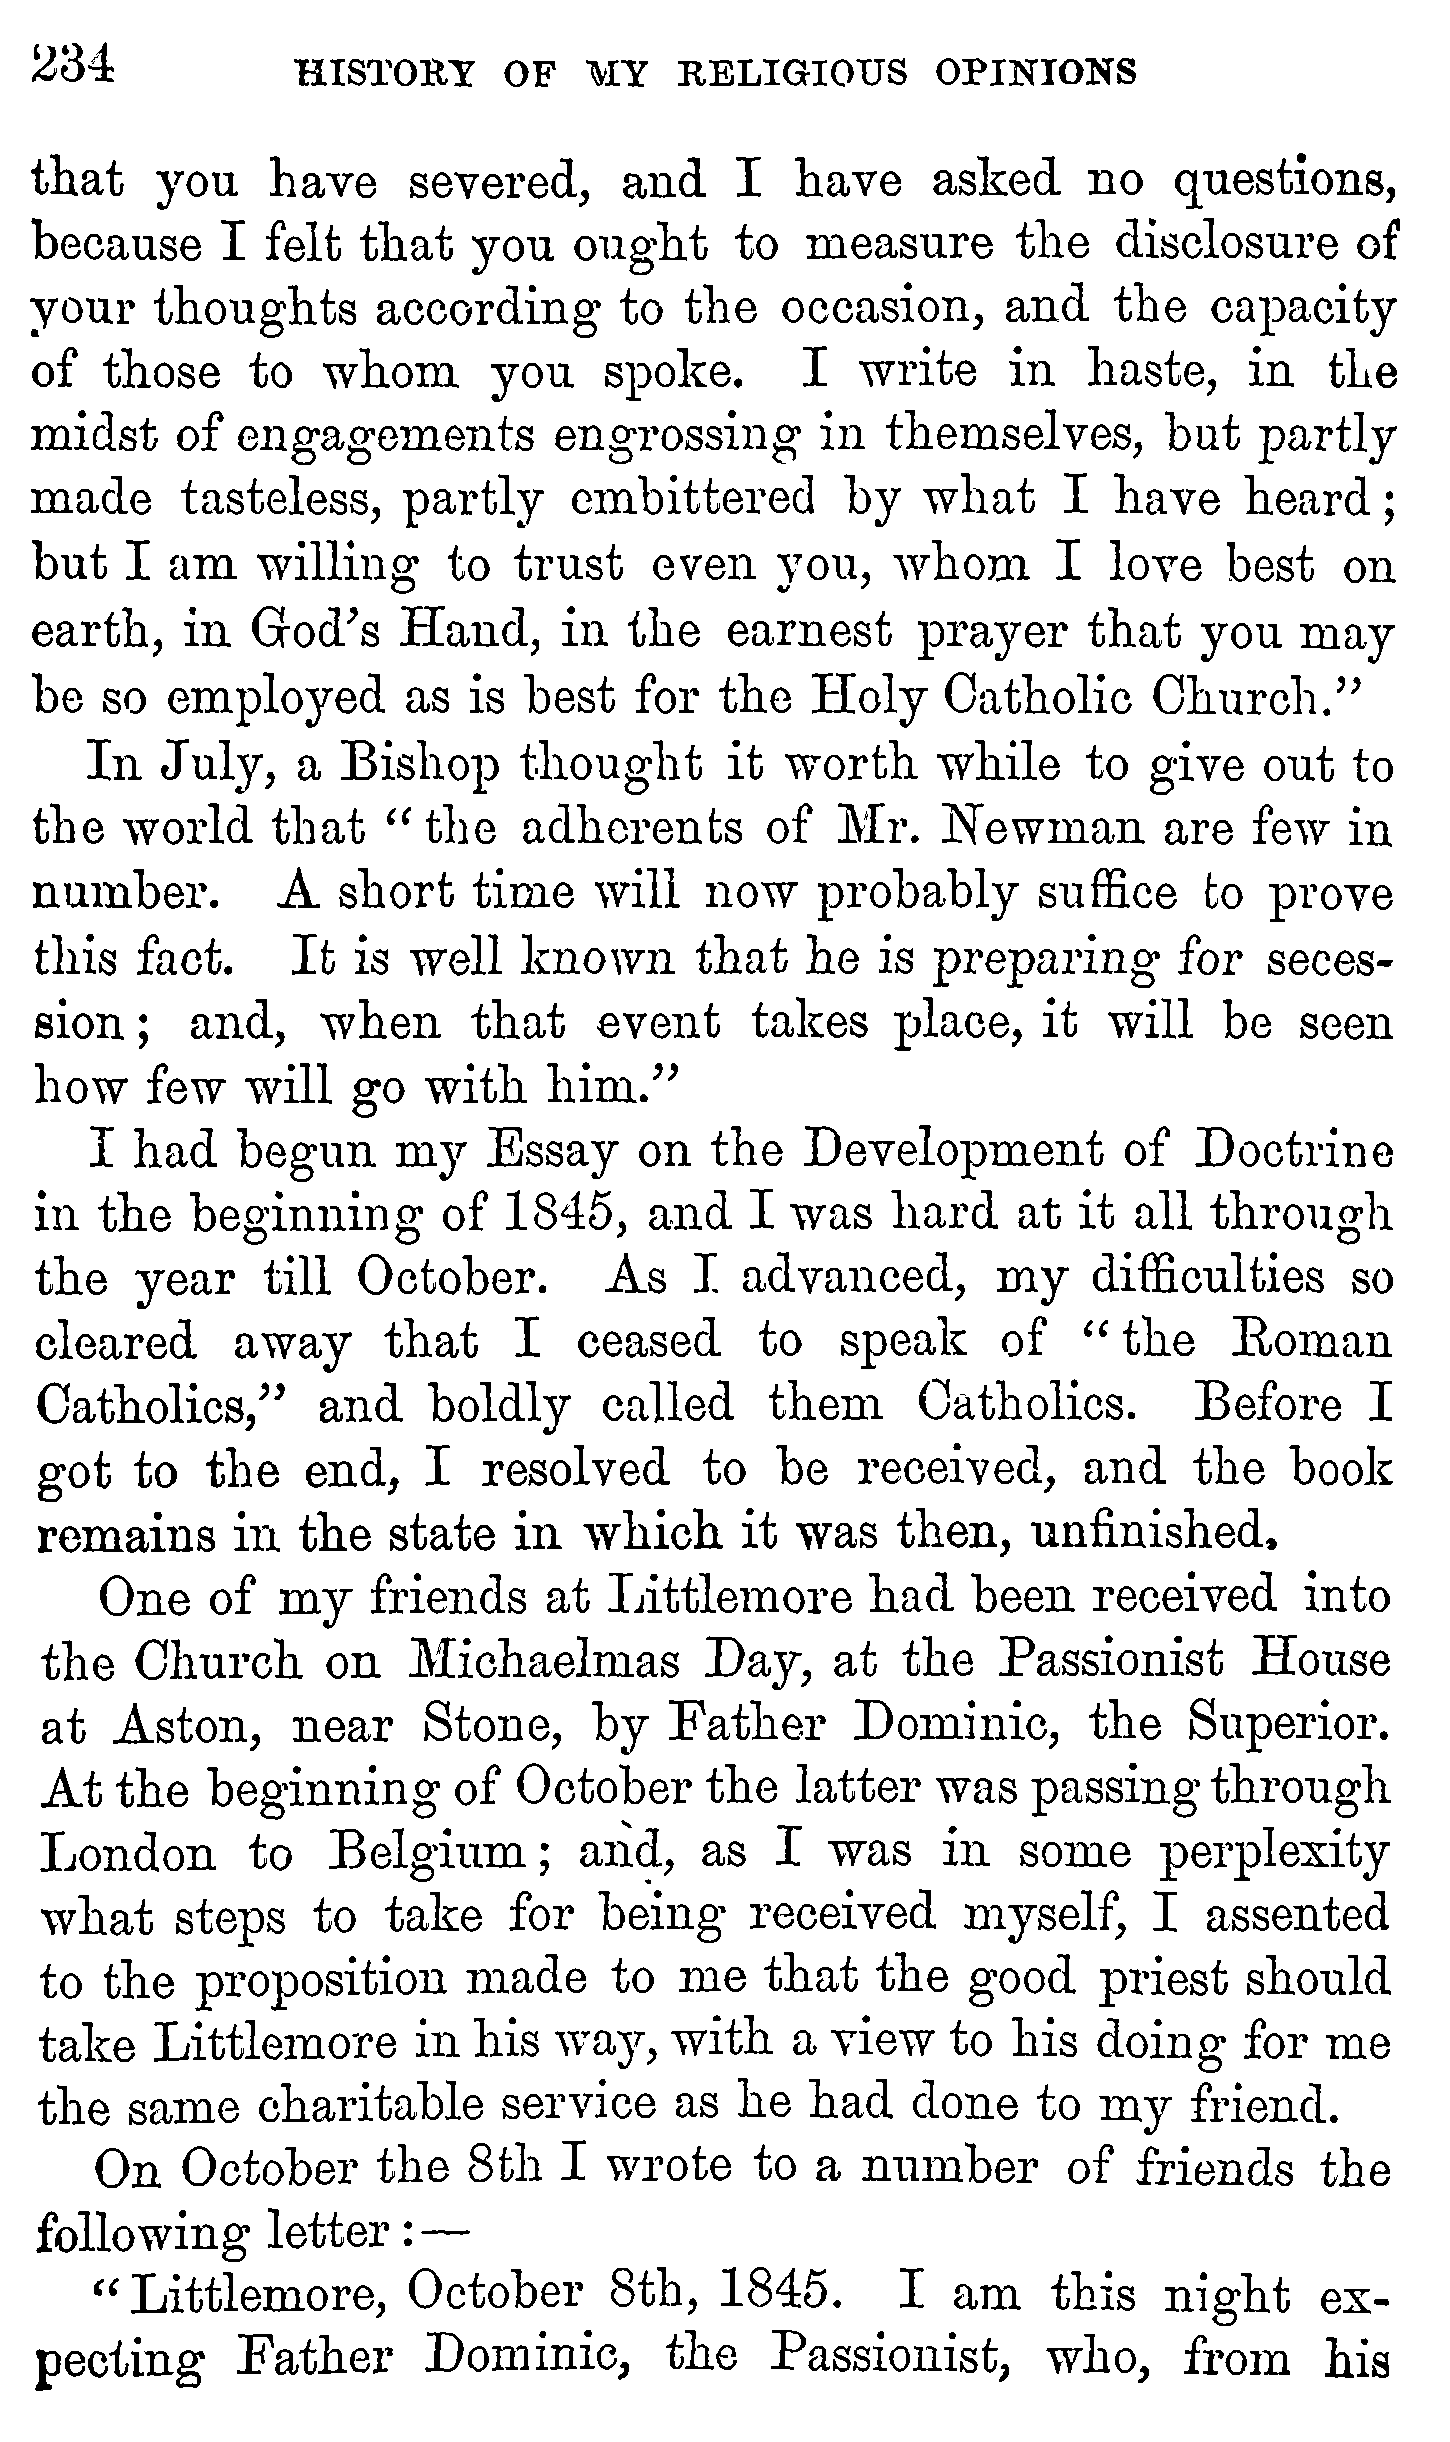 234 HISTORY OF MY RELIGIOUS OPINIONS
that you have severed, and I have asked no questions,
because I felt that you ought to measure the disclosure of
your thoughts according to the occasion, and the capacity
of those to whom you spoke. I write in haste, in the
midst of engagements engrossing in themselves, but partly
made tasteless, partly embittered by what I have heard;
but I am willing to trust even you, whom I love best on
earth, in God's Hand, in the earnest prayer that you may
be so employed as is best for the Holy Catholic Church.”
In July, a Bishop thought it worth while to give out to
the world that “the adherents of Mr. Newman are few in
number. A short time will now probably suffice to prove
this fact. It is well known that he is preparing for seces-
sion; and, when that event takes place, it will be seen
how few will go with him.”
I had begun my Essay on the Development of Doctrine
in the beginning of 1845, and I was hard at it all through
the year till October. As I advanced, my difficulties so
cleared away that I ceased to speak of “the Roman
Catholics,” and boldly called them Catholics. Before I
got to the end, I resolved to be received, and the book
remains in the state in which it was then, unfinished.
One of my friends at Littlemore had been received into
the Church on Michaelmas Day, at the Passionist House
at Aston, near Stone, by Father Dominic, the Superior.
At the beginning of October the latter was passing through
London to Belgium; and, as I was in some perplexity
what steps to take for being received myself, I assented
to the proposition made to me that the good priest should
take Littlemore in his way, with a view to his doing for me
the same charitable service as he had done to my friend.
On October the 8th I wrote to a number of friends the
following letter:—
“Littlemore, October 8th, 1845. I am this night ex-
pecting Father Dominic, the Passionist, who, from his